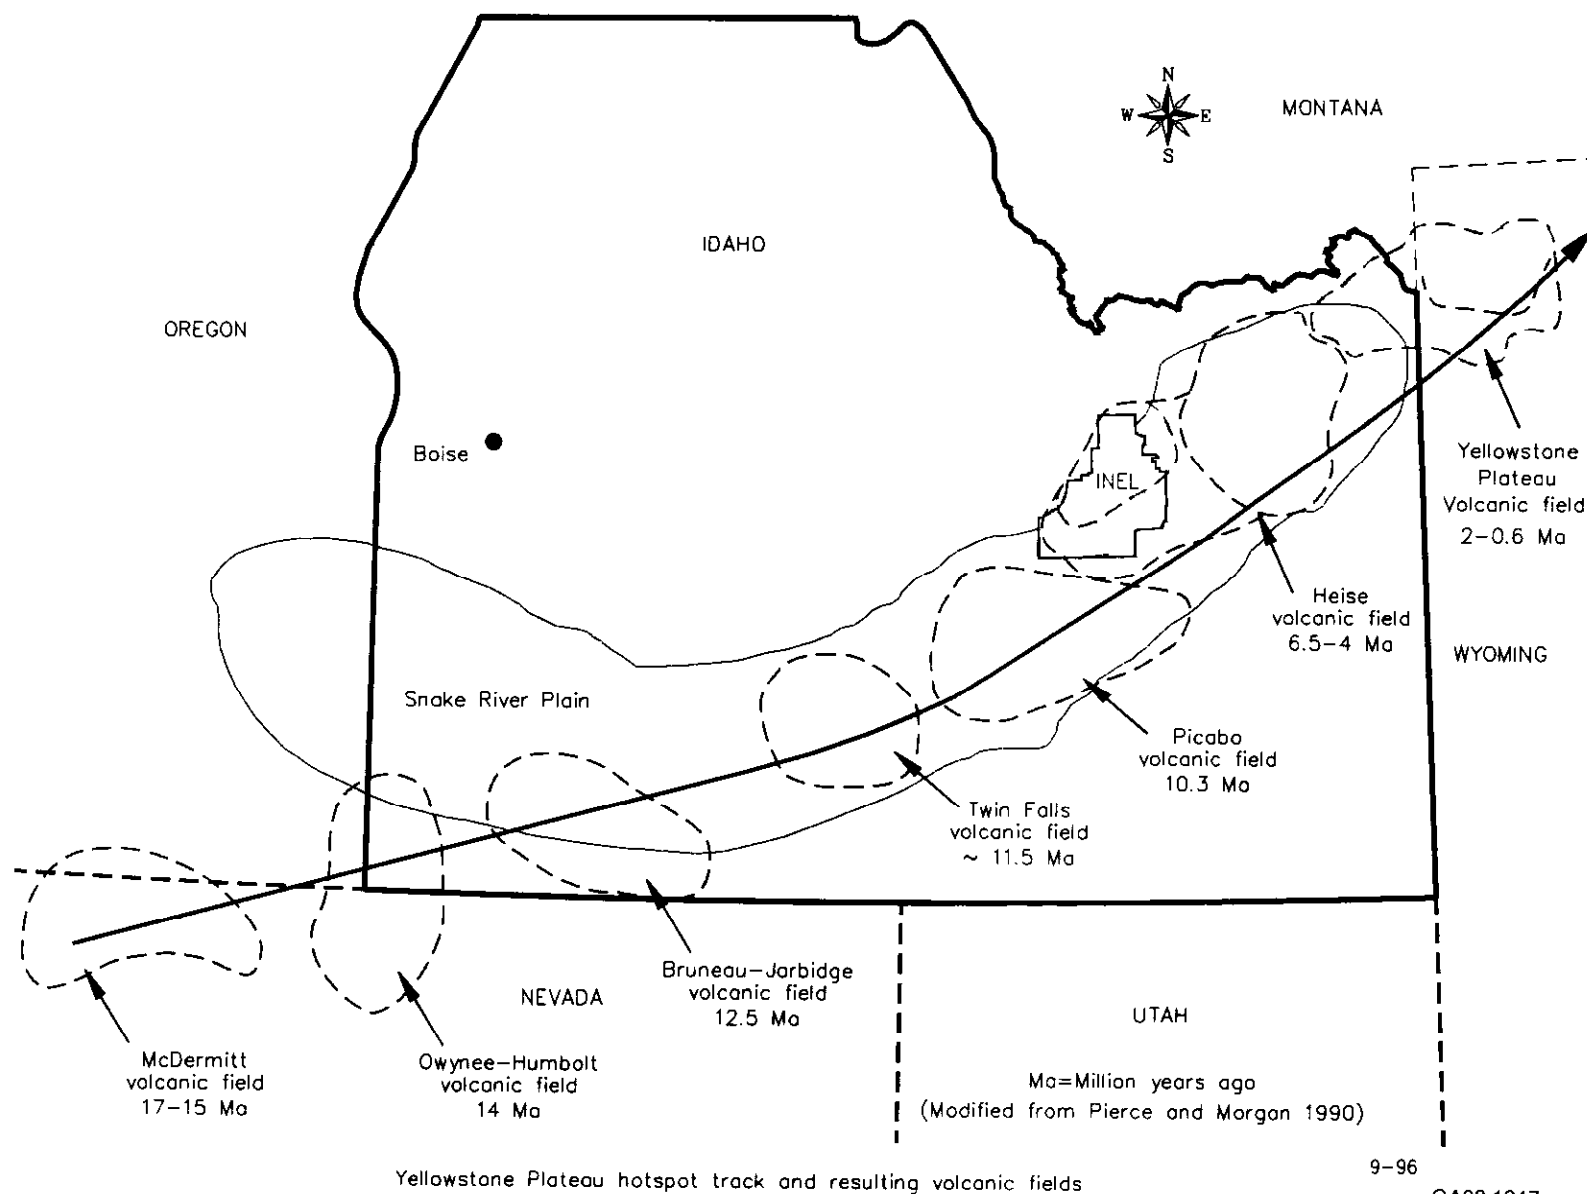 N
W E
S
MONTANA
IDAHO
OREGON
Boise
INEL
Yellowstone
Plateau
Volcanic field
2-0.6 Ma
Heise
volcanic field
6.5-4 Ma
WYOMING
Snake River Plain
Picabo
volcanic field
10.3 Ma
Twin Falls
volcanic field
~ 11.5 Ma
Bruneau-Jarbidge
volcanic field
12.5 Ma
NEVADA
UTAH
McDermitt
volcanic field
17-15 Ma
Owynee-Humbolt
volcanic field
14 Ma
Ma=Million years ago
(Modified from Pierce and Morgan 1990)
9-96
Yellowstone Plateau hotspot track and resulting volcanic fields